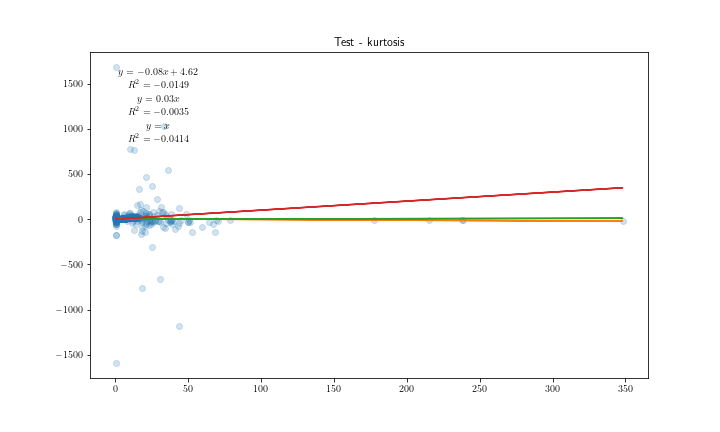 Test - kurtosis
y = −0.08x + 4.62
R² = −0.0149
y = 0.03x
R² = −0.0035
y = x
R² = −0.0414
1500
1000
500
0
−500
−1000
−1500
0 50 100 150 200 250 300 350